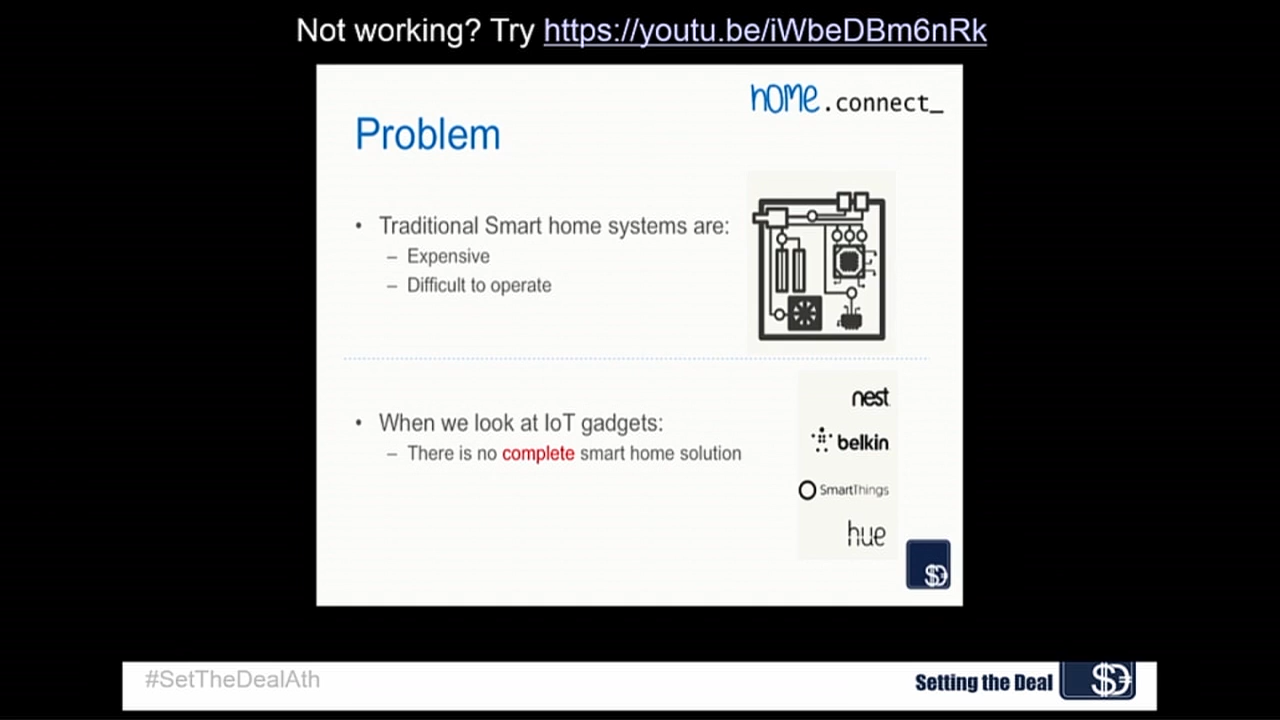 Not working? Try https://youtu.be/iWbeDBm6nRk
home.connect_
Problem
• Traditional Smart home systems are:
– Expensive
– Difficult to operate
• When we look at IoT gadgets:
– There is no complete smart home solution
nest
belkin
SmartThings
hue
#SetTheDealAth
Setting the Deal